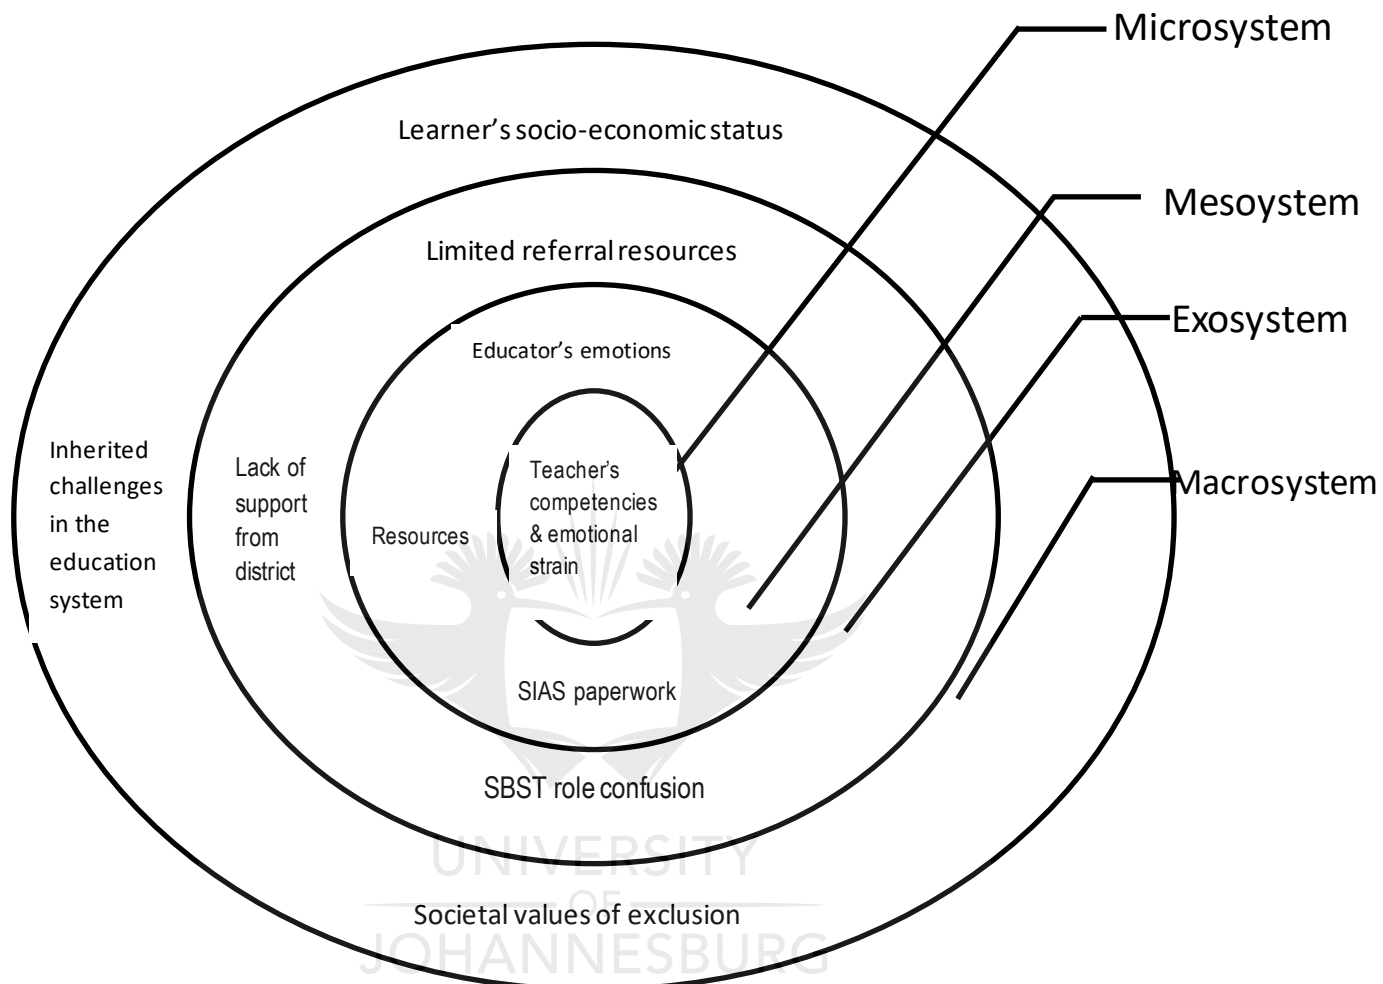 Microsystem
Learner's socio-economic status
Mesoystem
Limited referral resources
Exosystem
Educator's emotions
Inherited
challenges
in the
education
system
Lack of
support
from
district
Resources
Teacher's
competencies
& emotional
strain
Macrosystem
SIAS paperwork
SBST role confusion
UNIVERSITY
OF
Societal values of exclusion
JOHANNESBURG